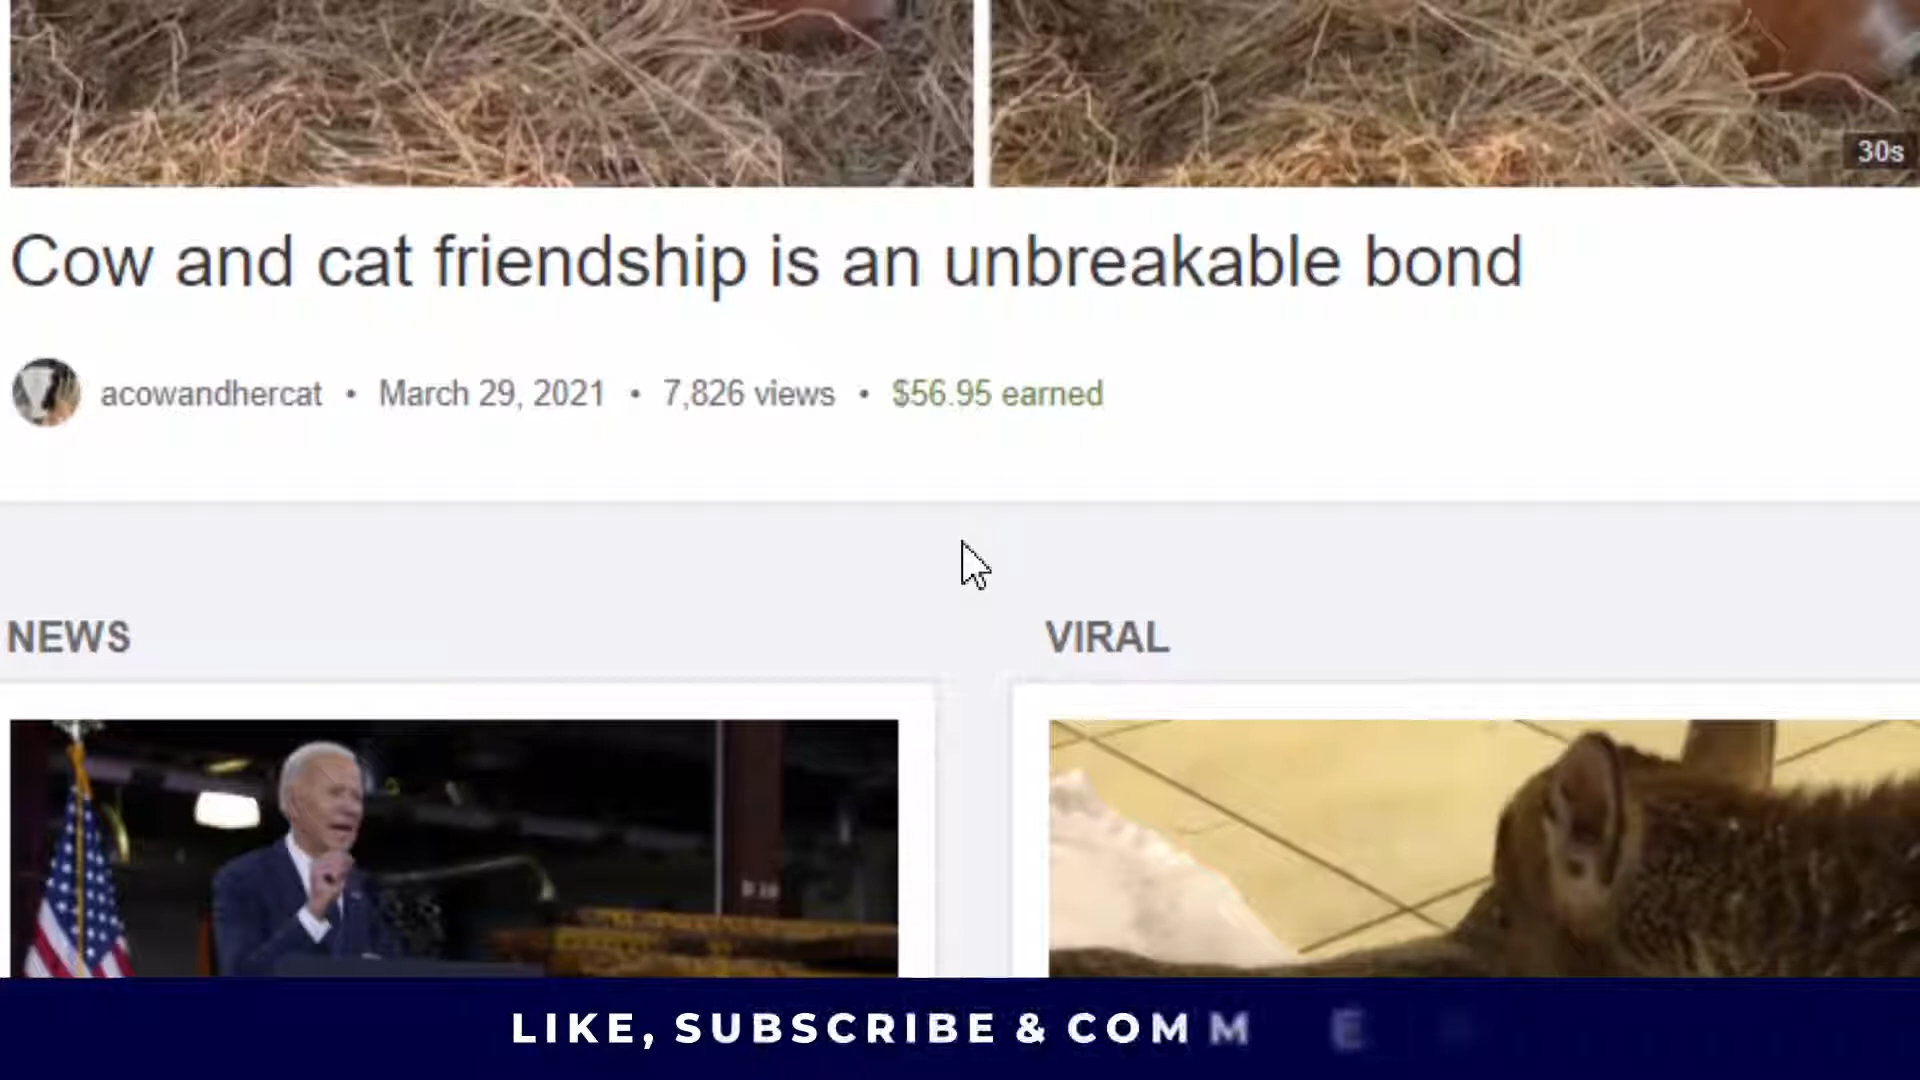 30s
Cow and cat friendship is an unbreakable bond
acowandhercat • March 29, 2021 • 7,826 views • $56.95 earned
NEWS
VIRAL
LIKE, SUBSCRIBE & COMM E